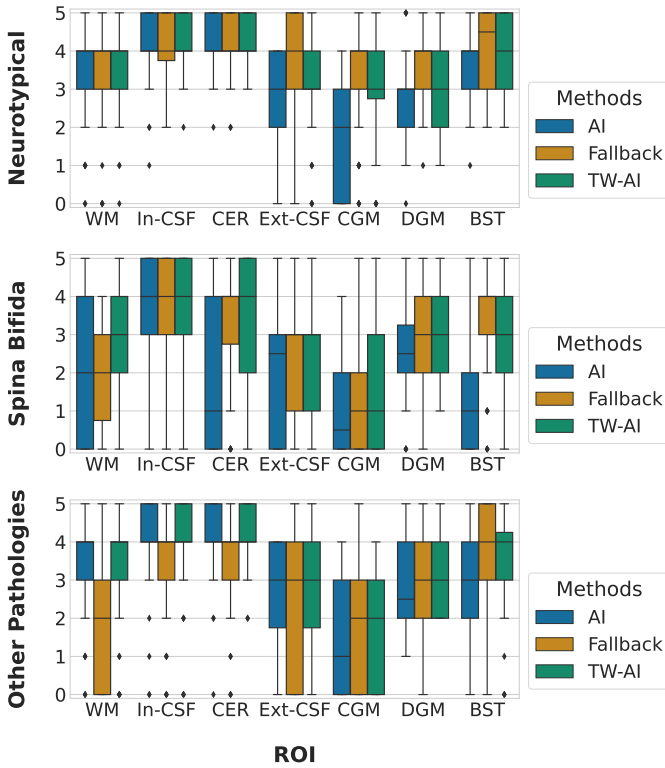 Neurotypical
5
4
3
2
1
0
WM In-CSF CER Ext-CSF CGM DGM BST
Methods
AI
Fallback
TW-AI
Spina Bifida
5
4
3
2
1
0
WM In-CSF CER Ext-CSF CGM DGM BST
Methods
AI
Fallback
TW-AI
Other Pathologies
5
4
3
2
1
0
WM In-CSF CER Ext-CSF CGM DGM BST
Methods
AI
Fallback
TW-AI
ROI